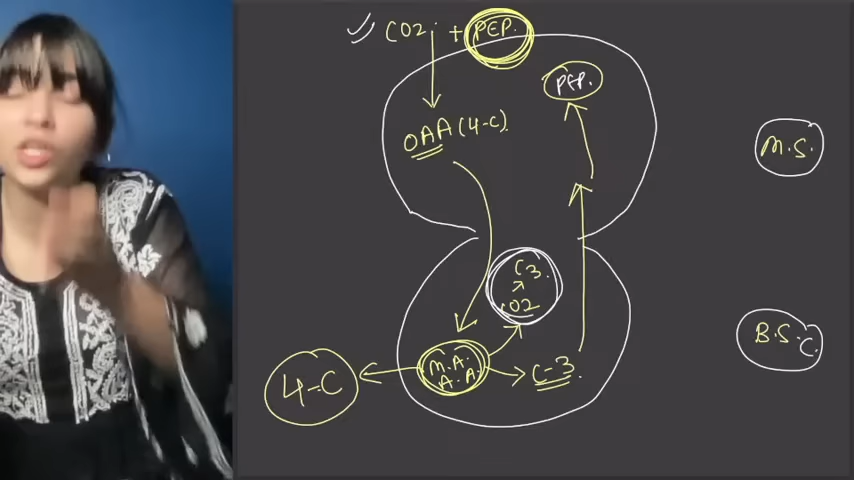 CO2 + PEP.
PEP.
OAA (4-C).
M.S.
C3.
CO2
B.S.C.
M.A.
A.A.
4-C
C-3.